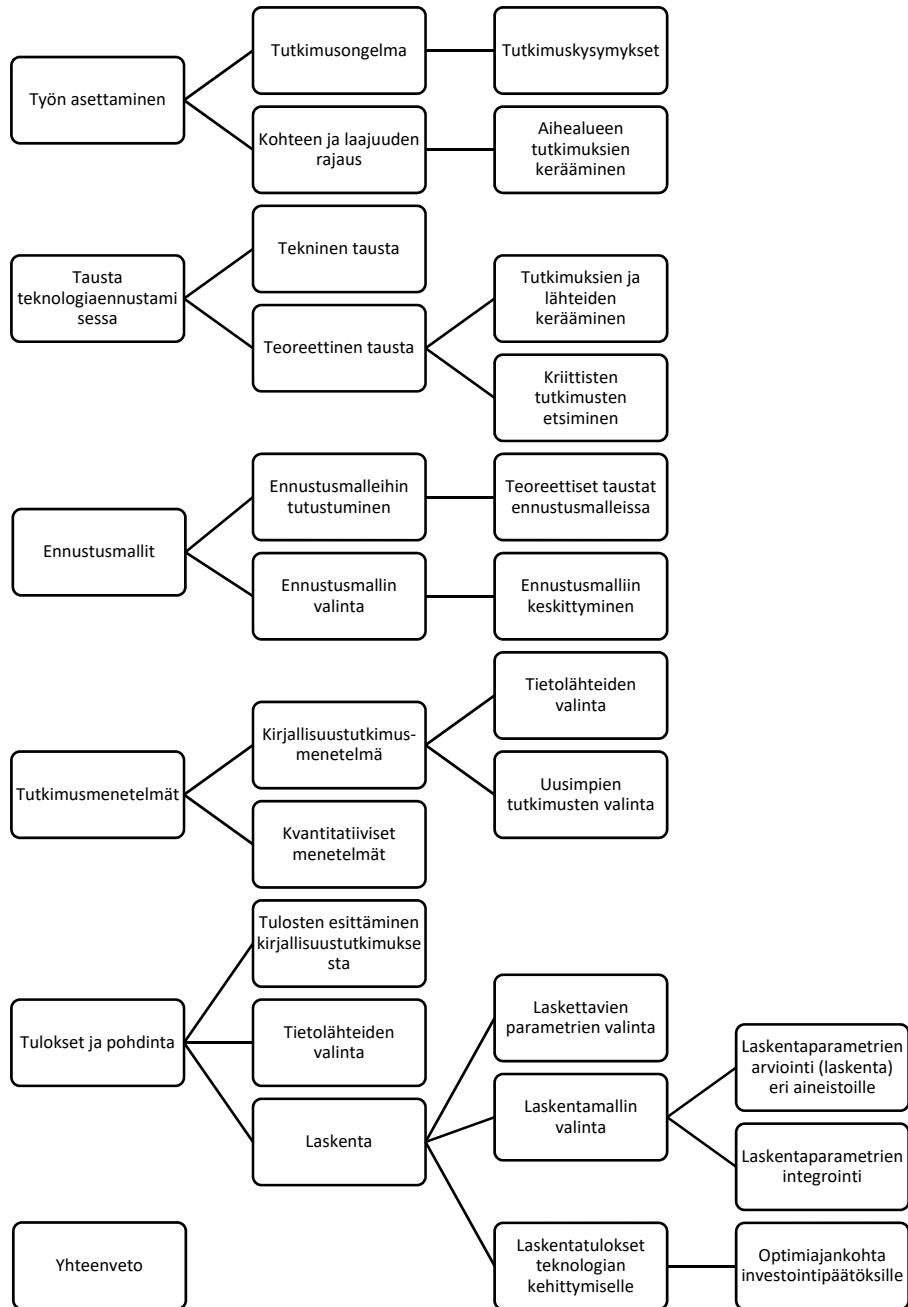 Työn asettaminen
Tutkimusongelma
Tutkimuskysymykset
Kohteen ja laajuuden
rajaus
Aihealueen
tutkimuksien
kerääminen
Tausta
teknologiaennustami
sessa
Tekninen tausta
Teoreettinen tausta
Tutkimuksien ja
lähteiden
kerääminen
Kriittisten
tutkimusten
etsiminen
Ennustusmallit
Ennustusmalleihin
tutustuminen
Teoreettiset taustat
ennustusmalleissa
Ennustusmallin
valinta
Ennustusmalliin
keskittyminen
Tutkimusmenetelmät
Kirjallisuustutkimus-
menetelmä
Tietolähteiden
valinta
Uusimpien
tutkimusten valinta
Kvantitatiiviset
menetelmät
Tulokset ja pohdinta
Tulosten esittäminen
kirjallisuustutkimukse
sta
Tietolähteiden
valinta
Laskenta
Laskettavien
parametrien valinta
Laskentamallin
valinta
Laskentaparametrien
arviointi (laskenta)
eri aineistoille
Laskentaparametrien
integrointi
Laskentatulokset
teknologian
kehittymiselle
Optimiajankohta
investointipäätöksille
Yhteenveto